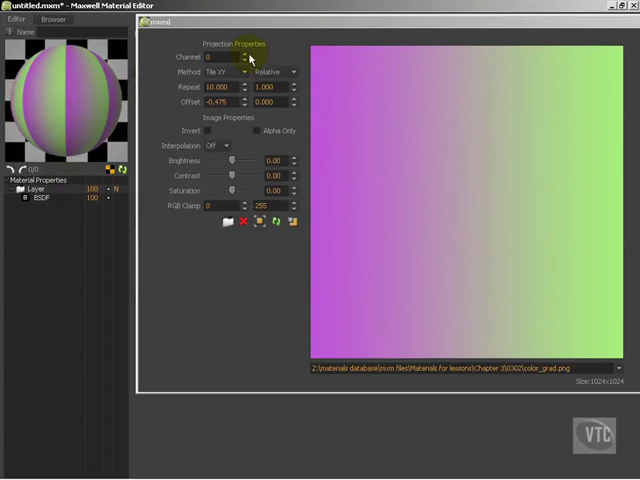 untitled.mxm* - Maxwell Material Editor
Editor Browser
Name
mxed
Projection Properties
Channel 0
Method Tile XY Relative
Repeat 10.000 1.000
Offset -0.475 0.000
Image Properties
Invert Alpha Only
Interpolation Off
Brightness 0.00
Contrast 0.00
Saturation 0.00
RGB Clamp 0 255
0/0
Material Properties
Layer 100 N
BSDF 100
Z:\materials database\mxm files\Materials for lessons\Chapter 3\0302\color_grad.png
Size:1024x1024
VTC